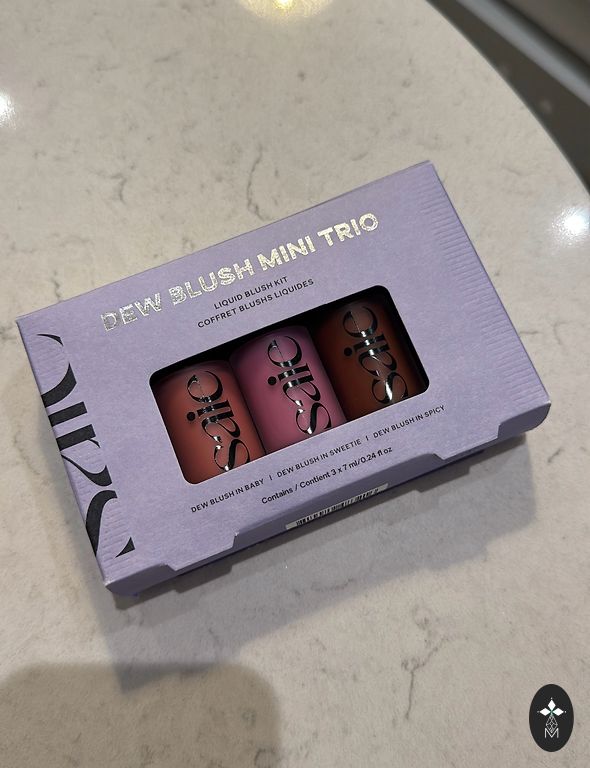 DEW BLUSH MINI TRIO
LIQUID BLUSH KIT
COFFRET BLUSHS LIQUIDES
saie
saie
saie
saie
DEW BLUSH IN BABY | DEW BLUSH IN SWEETIE | DEW BLUSH IN SPICY
Contains / Contient 3 x 7 ml/0.24 fl oz
M